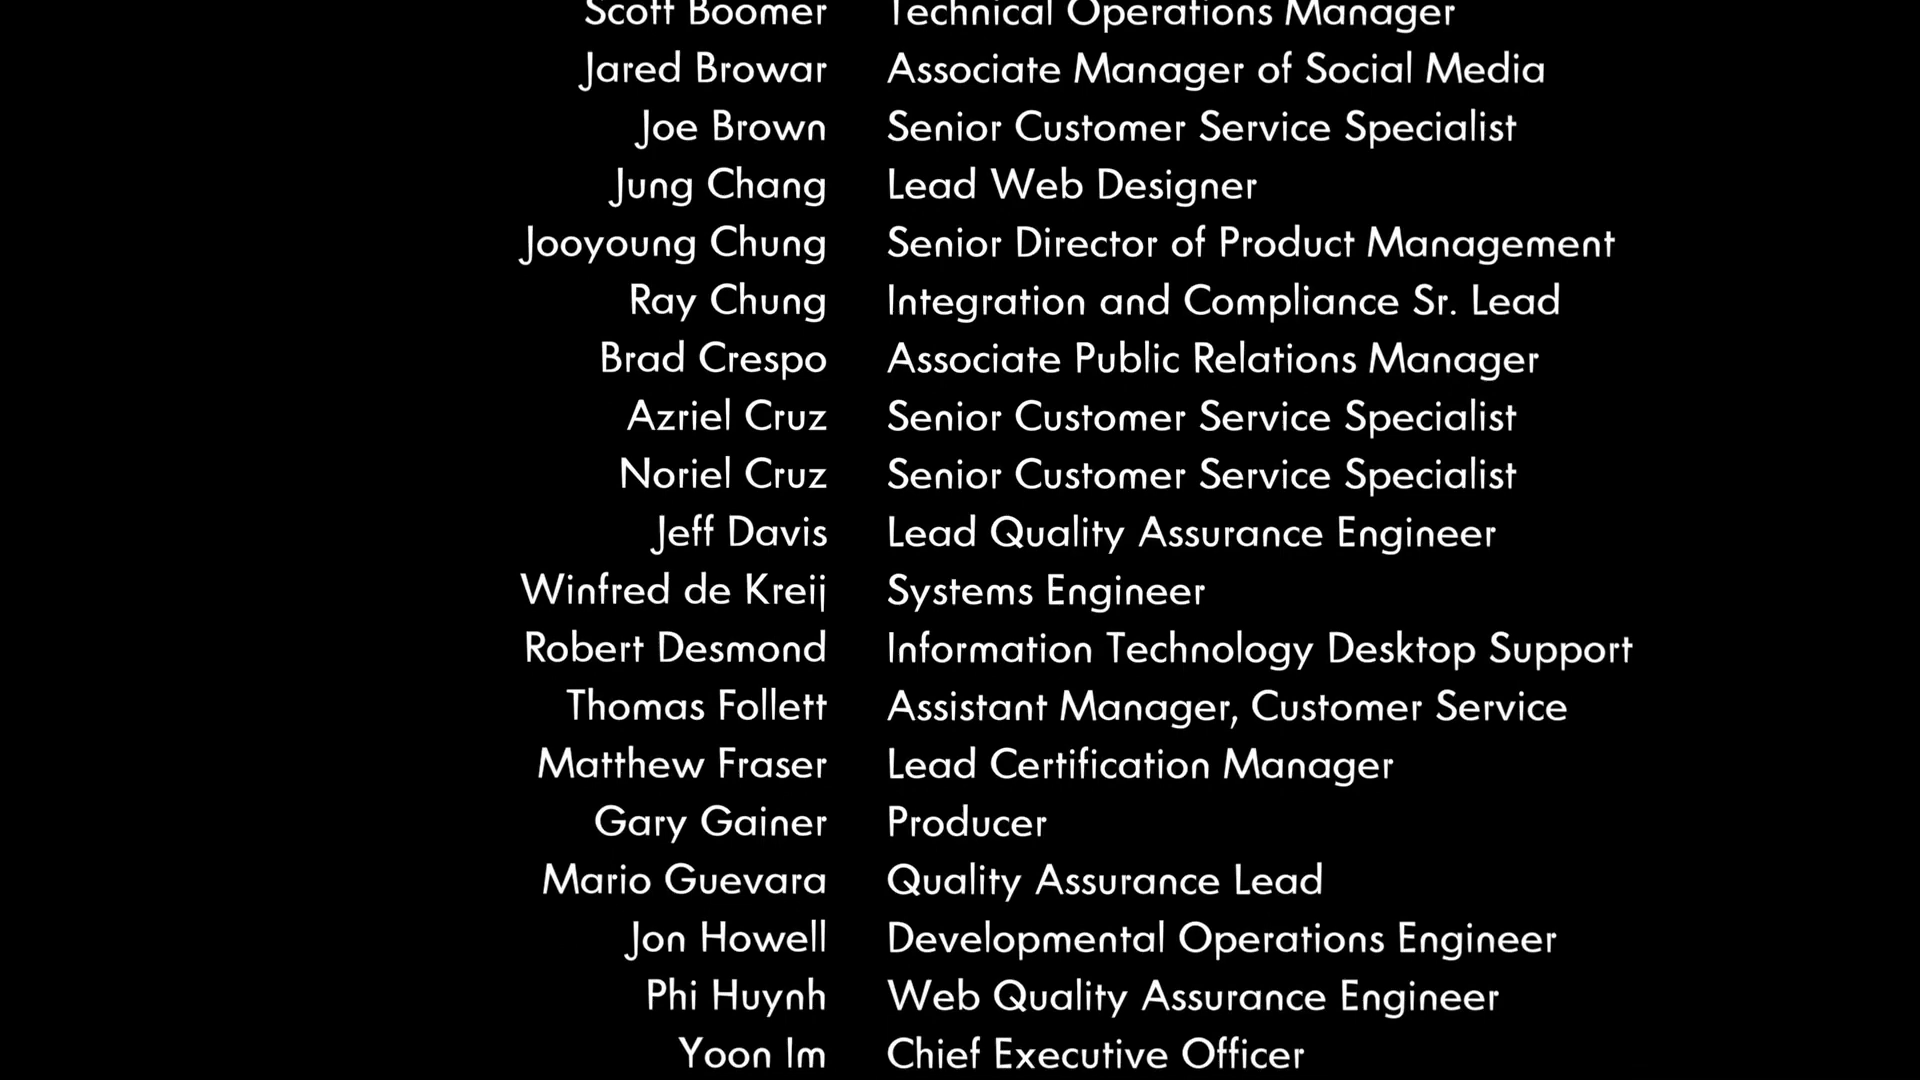 Scott Boomer Technical Operations Manager
Jared Browar Associate Manager of Social Media
Joe Brown Senior Customer Service Specialist
Jung Chang Lead Web Designer
Jooyoung Chung Senior Director of Product Management
Ray Chung Integration and Compliance Sr. Lead
Brad Crespo Associate Public Relations Manager
Azriel Cruz Senior Customer Service Specialist
Noriel Cruz Senior Customer Service Specialist
Jeff Davis Lead Quality Assurance Engineer
Winfred de Kreij Systems Engineer
Robert Desmond Information Technology Desktop Support
Thomas Follett Assistant Manager, Customer Service
Matthew Fraser Lead Certification Manager
Gary Gainer Producer
Mario Guevara Quality Assurance Lead
Jon Howell Developmental Operations Engineer
Phi Huynh Web Quality Assurance Engineer
Yoon Im Chief Executive Officer